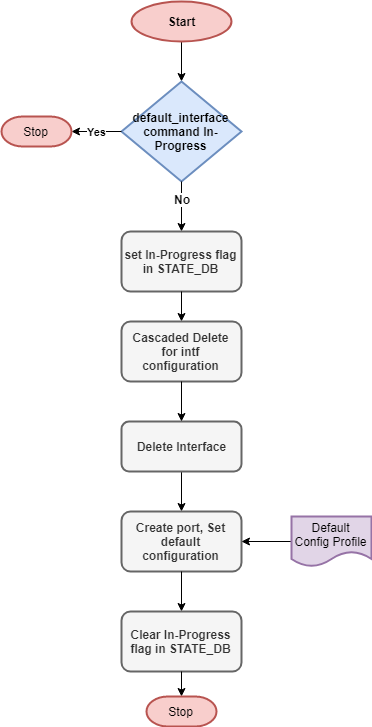 Start
default_interface
command In-
Progress
Yes
Stop
No
set In-Progress flag
in STATE_DB
Cascaded Delete
for intf
configuration
Delete Interface
Create port, Set
default
configuration
Default
Config Profile
Clear In-Progress
flag in STATE_DB
Stop